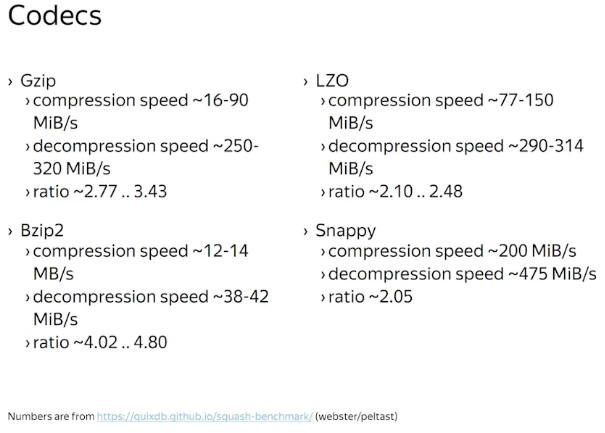 Codecs
› Gzip
› compression speed ~16-90
MiB/s
› decompression speed ~250-
320 MiB/s
› ratio ~2.77 .. 3.43
› Bzip2
› compression speed ~12-14
MB/s
› decompression speed ~38-42
MiB/s
› ratio ~4.02 .. 4.80
› LZO
› compression speed ~77-150
MiB/s
› decompression speed ~290-314
MiB/s
› ratio ~2.10 .. 2.48
› Snappy
› compression speed ~200 MiB/s
› decompression speed ~475 MiB/s
› ratio ~2.05
Numbers are from https://quixdb.github.io/squash-benchmark/ (webster/peltast)